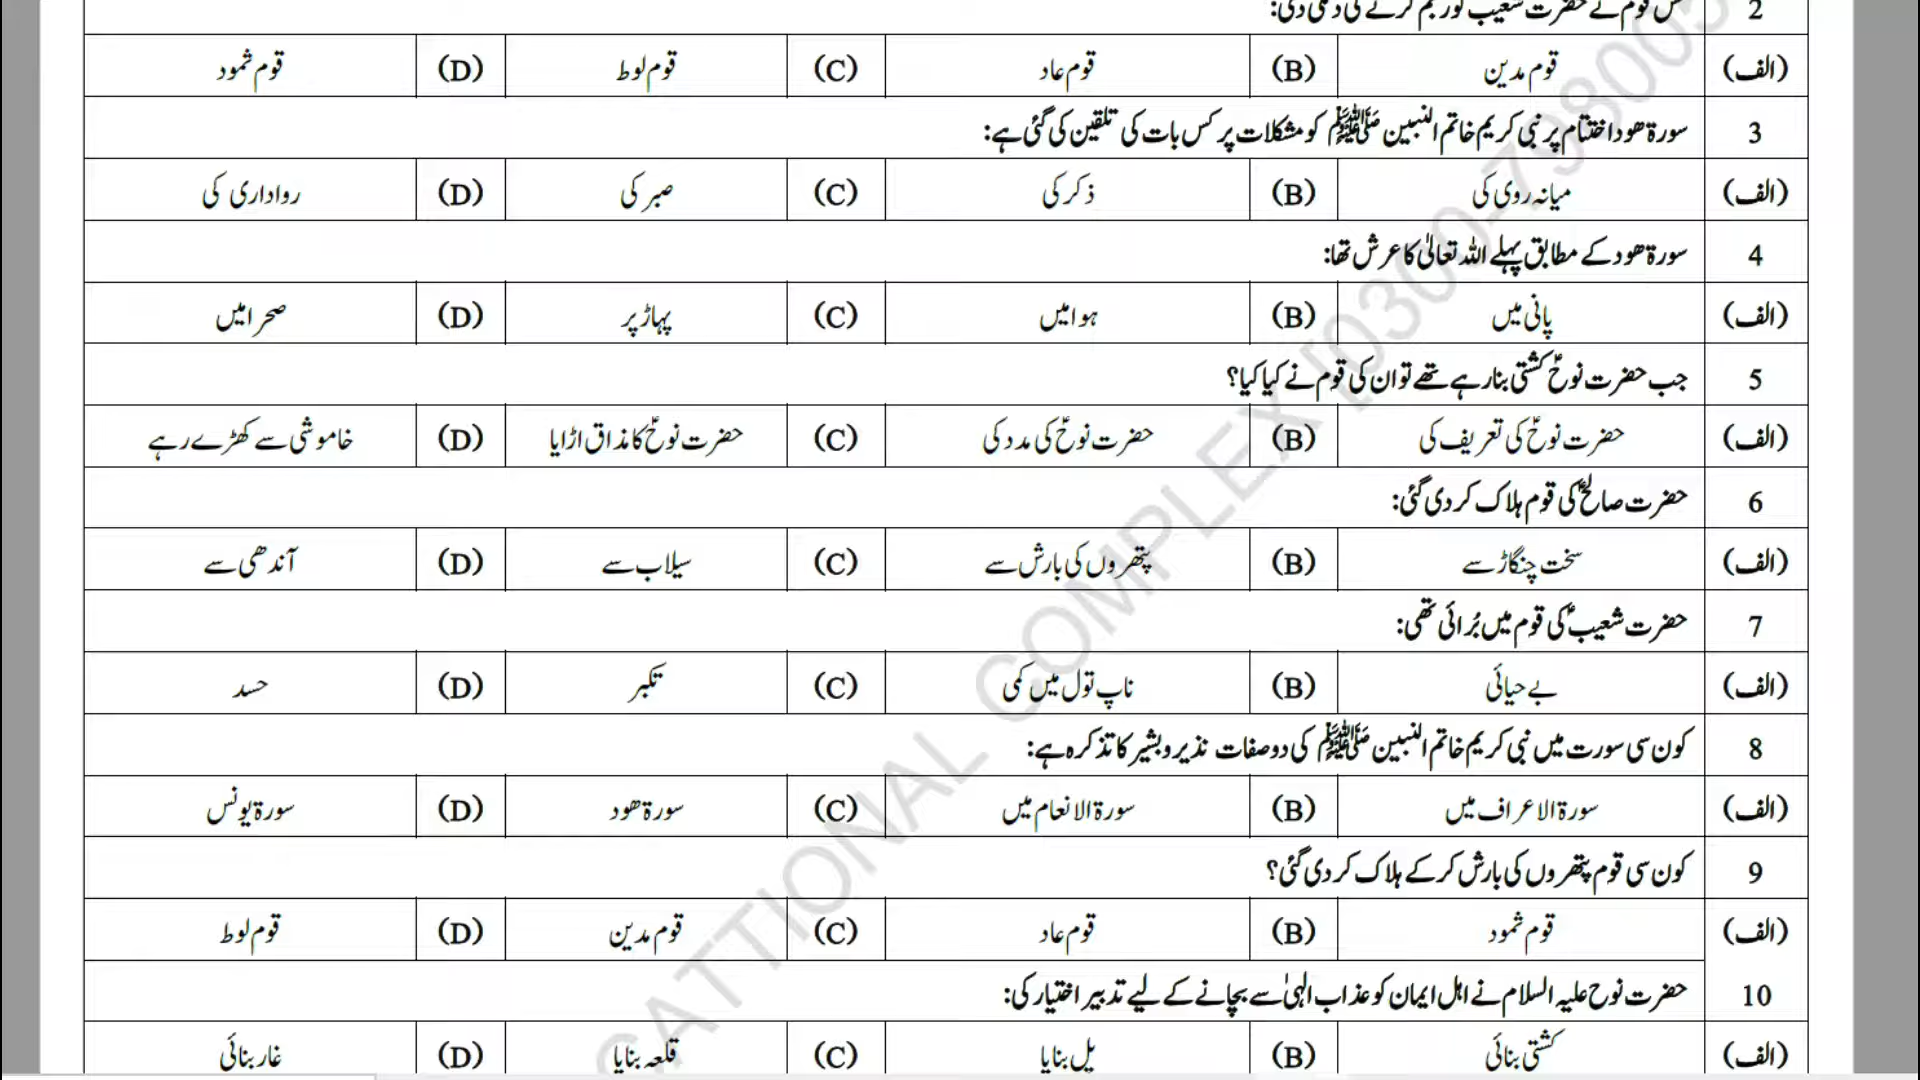 کس قوم نے حضرت شعیبؑ کو رجم کرنے کی دھمکی دی: 2
(الف) قوم مدین (B) قوم عاد (C) قوم لوط (D) قوم ثمود
3 سورۃ ھود اختتام پر نبی کریم خاتم النبیین ﷺ کو مشکلات پر کس بات کی تلقین کی گئی ہے:
(الف) میانہ روی کی (B) ذکر کی (C) صبر کی (D) رواداری کی
4 سورۃ ھود کے مطابق پہلے اللہ تعالیٰ کا عرش تھا:
(الف) پانی میں (B) ہوا میں (C) پہاڑ پر (D) صحرا میں
5 جب حضرت نوحؑ کشتی بنا رہے تھے تو ان کی قوم نے کیا کیا؟
(الف) حضرت نوحؑ کی تعریف کی (B) حضرت نوحؑ کی مدد کی (C) حضرت نوحؑ کا مذاق اڑایا (D) خاموشی سے کھڑے رہے
6 حضرت صالحؑ کی قوم ہلاک کر دی گئی:
(الف) سخت چنگاڑ سے (B) پتھروں کی بارش سے (C) سیلاب سے (D) آندھی سے
7 حضرت شعیبؑ کی قوم میں بُرائی تھی:
(الف) بے حیائی (B) ناپ تول میں کمی (C) تکبر (D) حسد
8 کون سی سورت میں نبی کریم خاتم النبیین ﷺ کی دو صفات نذیر و بشیر کا تذکرہ ہے:
(الف) سورۃ الاعراف میں (B) سورۃ الانعام میں (C) سورۃ ھود (D) سورۃ یونس
9 کون سی قوم پتھروں کی بارش کر کے ہلاک کر دی گئی؟
(الف) قوم ثمود (B) قوم عاد (C) قوم مدین (D) قوم لوط
10 حضرت نوح علیہ السلام نے اہل ایمان کو عذاب الٰہی سے بچانے کے لیے تدبیر اختیار کی:
(الف) کشتی بنائی (B) پل بنایا (C) قلعہ بنایا (D) غار بنائی
CATTIONAL COMPLEX [0300-798005